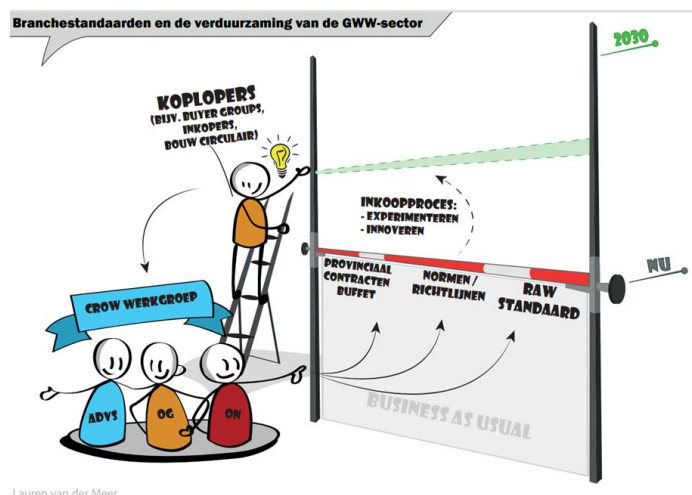 Branchestandaarden en de verduurzaming van de GWW-sector
2030
KOPLOPERS
(BIJV. BUYER GROUPS,
INKOPERS,
BOUW CIRCULAIR)
INKOOPPROCES:
- EXPERIMENTEREN
- INNOVEREN
NU
PROVINCIAAL
CONTRACTEN
BUFFET
NORMEN /
RICHTLIJNEN
RAW
STANDAARD
CROW WERKGROEP
ADVS
OG
ON
BUSINESS AS USUAL
Lauren van der Meer